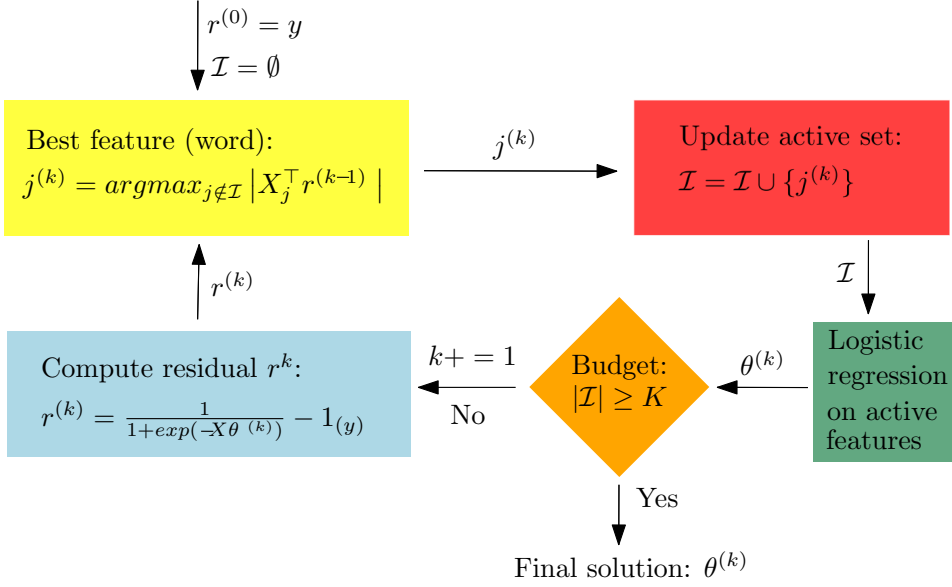 r^{(0)} = y
\mathcal{I} = \emptyset
Best feature (word):
j^{(k)} = argmax_{j \notin \mathcal{I}} | X_j^\top r^{(k-1)} |
j^{(k)}
Update active set:
\mathcal{I} = \mathcal{I} \cup \{j^{(k)}\}
\mathcal{I}
Logistic
regression
on active
features
θ^{(k)}
Budget:
|\mathcal{I}| ≥ K
k+ = 1
No
Compute residual r^k:
r^{(k)} = \frac{1}{1+exp(-Xθ^{(k)})} - 1_{(y)}
r^{(k)}
Yes
Final solution: θ^{(k)}